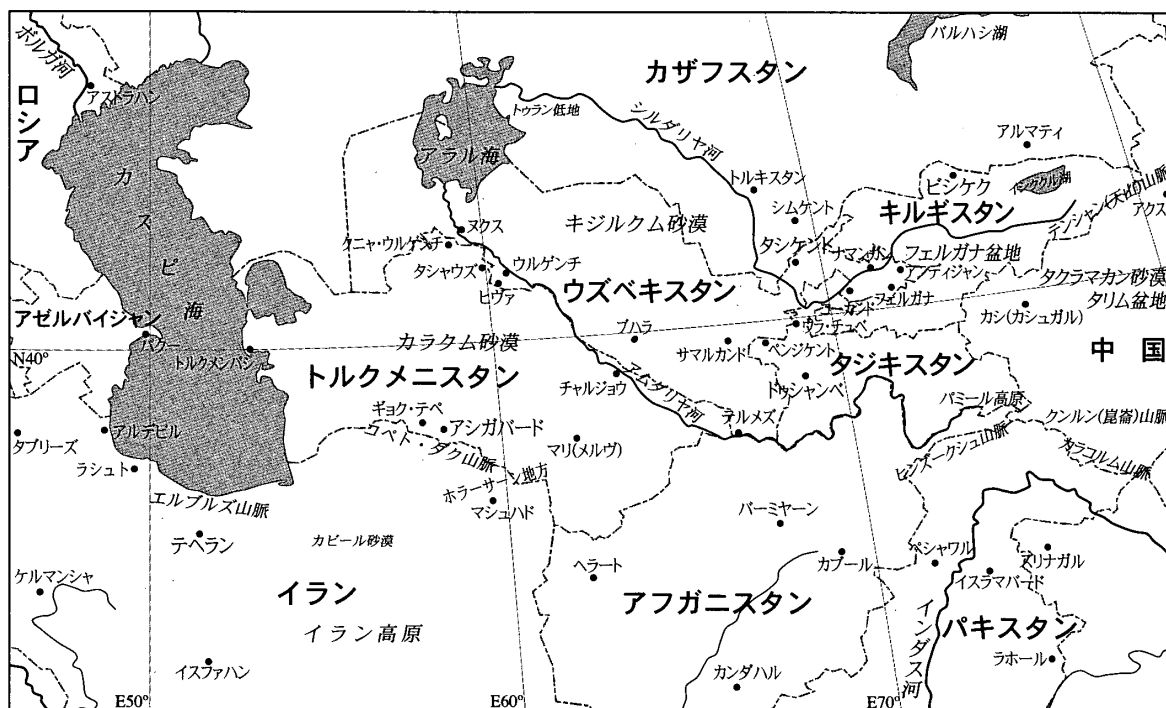 ボルガ河
バルハシ湖
カザフスタン
ロシア
アストラハン
トゥラン低地
シルダリヤ河
アルマティ
アラル海
カスピ海
トルキスタン
ビシケク
イシククル湖
テンシャン(天山)山脈
シムケント
キルギスタン
アクス
キジルクム砂漠
ヌクス
クニャ・ウルゲンチ
タシケント
ナマンガン
フェルガナ盆地
アンディジャン
タシャウズ
ウルゲンチ
ヒヴァ
ウズベキスタン
フェルガナ
タクラマカン砂漠
タリム盆地
コーカンド
カシ(カシュガル)
アゼルバイジャン
バクー
ウラ・チュベ
ブハラ
サマルカンド
ペンジケント
中国
N40°
トルクメンバシ
カラクム砂漠
タジキスタン
トルクメニスタン
チャルジョウ
アムダリヤ河
ドゥシャンベ
パミール高原
ギョク・テペ
アシガバード
テルメズ
クンルン(崑崙)山脈
タブリーズ
アルデビル
コペト・ダク山脈
マリ(メルヴ)
ヒンズークシュ山脈
カラコルム山脈
ラシュト
ホラーサーン地方
マシュハド
エルブルズ山脈
バーミヤーン
テヘラン
カビール砂漠
ペシャワル
スリナガル
ケルマンシャ
ヘラート
カブール
イスラマバード
イラン
アフガニスタン
イラン高原
インダス河
パキスタン
イスファハン
カンダハル
ラホール
E50°
E60°
E70°